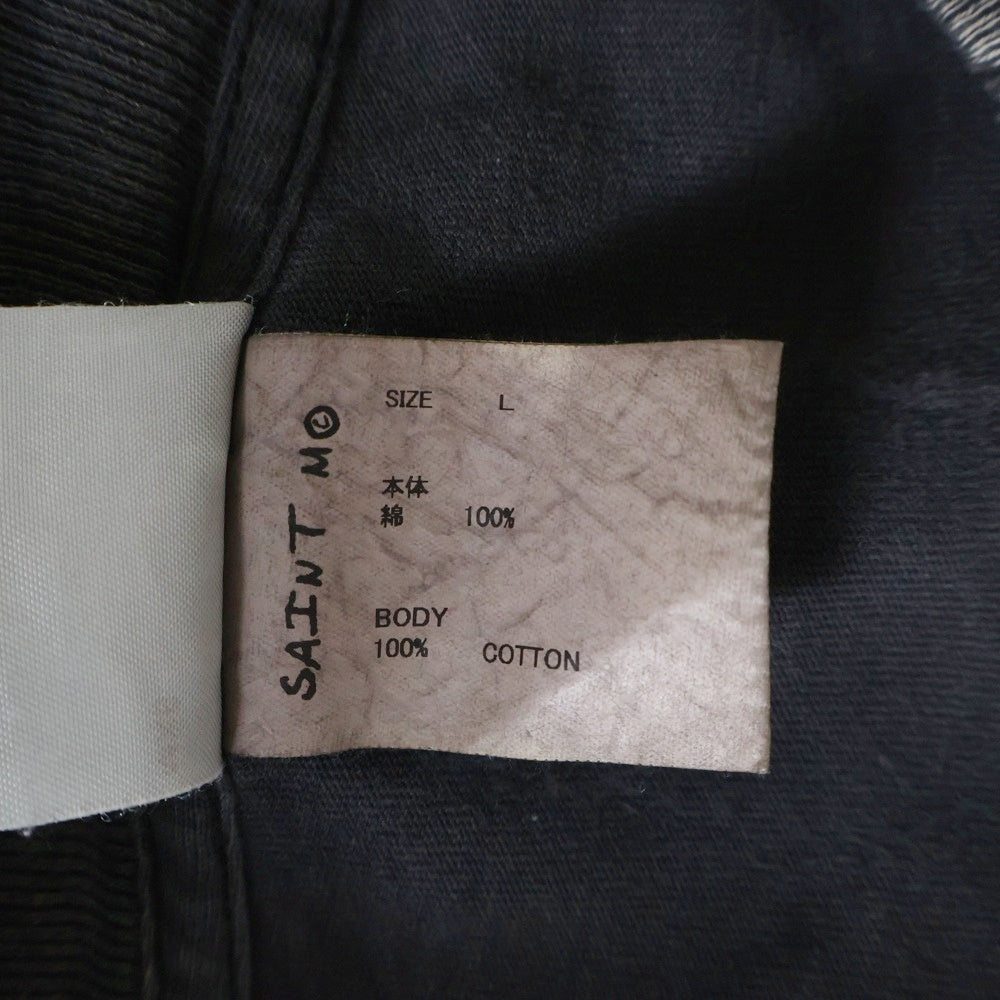 SAINT M©
SIZE L
本体
綿 100%
BODY
100% COTTON